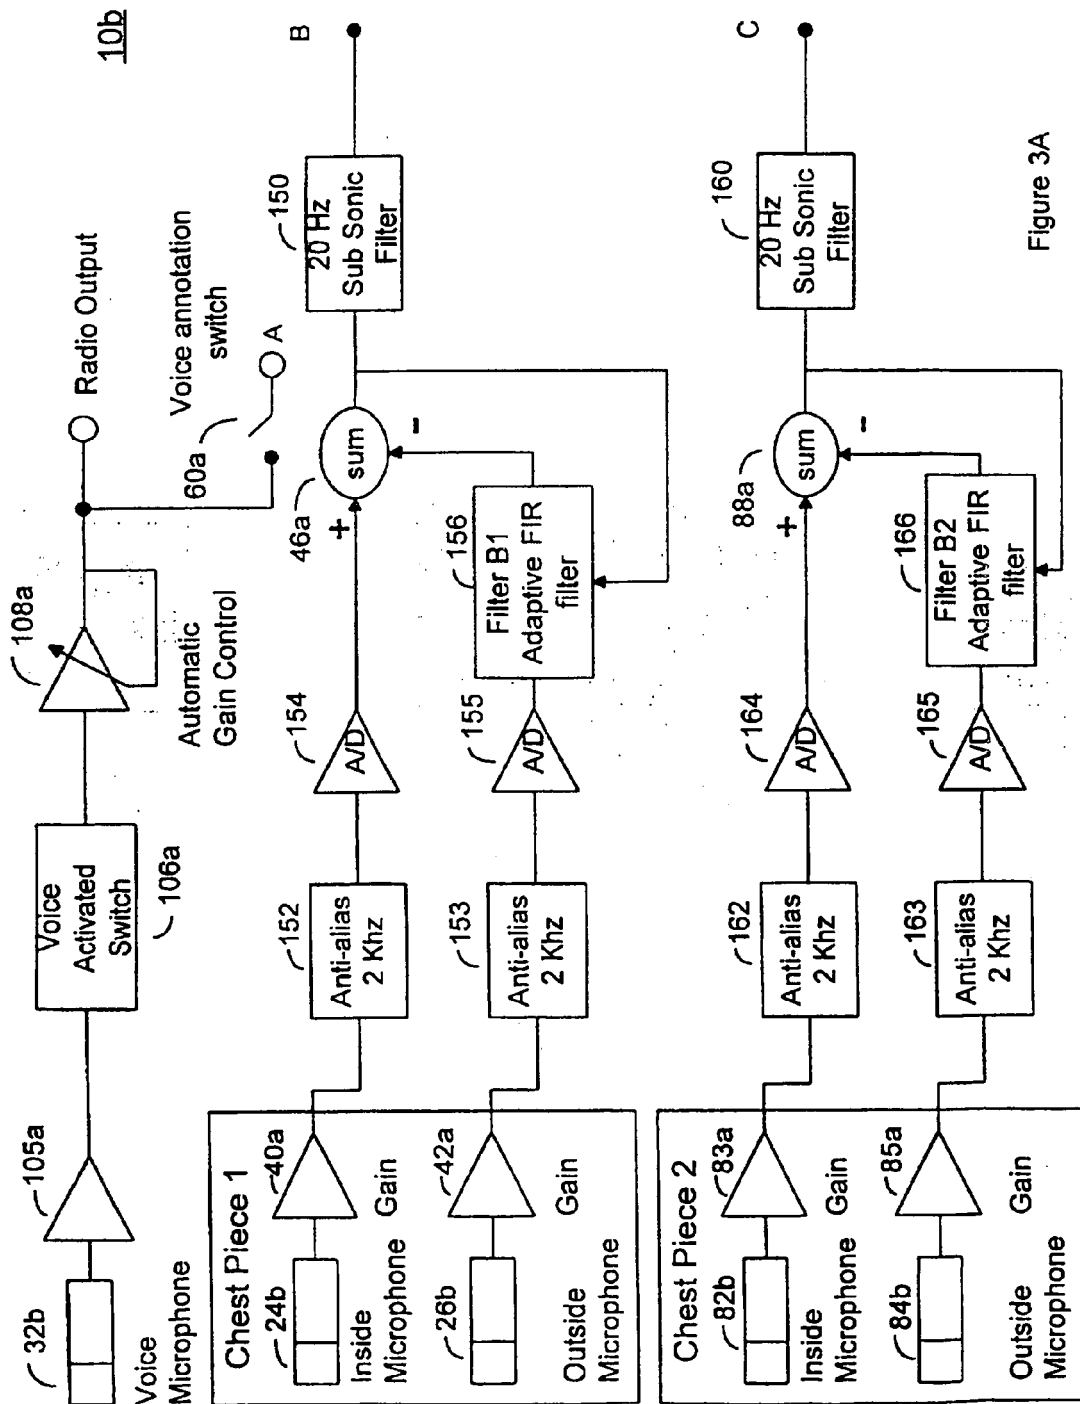 10b
32b
Voice
Microphone
105a
Voice
Activated
Switch
106a
108a
Automatic
Gain Control
Radio Output
60a
Voice annotation
switch
A
Chest Piece 1
24b
Inside
Microphone
40a
Gain
26b
Outside
Microphone
42a
Gain
152
Anti-alias
2 Khz
153
Anti-alias
2 Khz
154
A/D
155
A/D
46a
+
sum
-
156
Filter B1
Adaptive FIR
filter
150
20 Hz
Sub Sonic
Filter
B
Chest Piece 2
82b
Inside
Microphone
83a
Gain
84b
Outside
Microphone
85a
Gain
162
Anti-alias
2 Khz
163
Anti-alias
2 Khz
164
A/D
165
A/D
88a
+
sum
-
166
Filter B2
Adaptive FIR
filter
160
20 Hz
Sub Sonic
Filter
C
Figure 3A